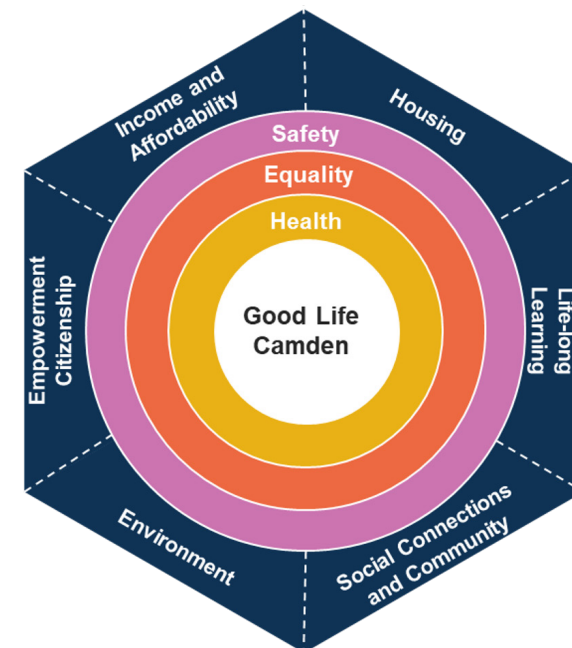 Income and
Affordability
Housing
Safety
Equality
Health
Good Life
Camden
Empowerment
Citizenship
Life-long
Learning
Environment
Social Connections
and Community